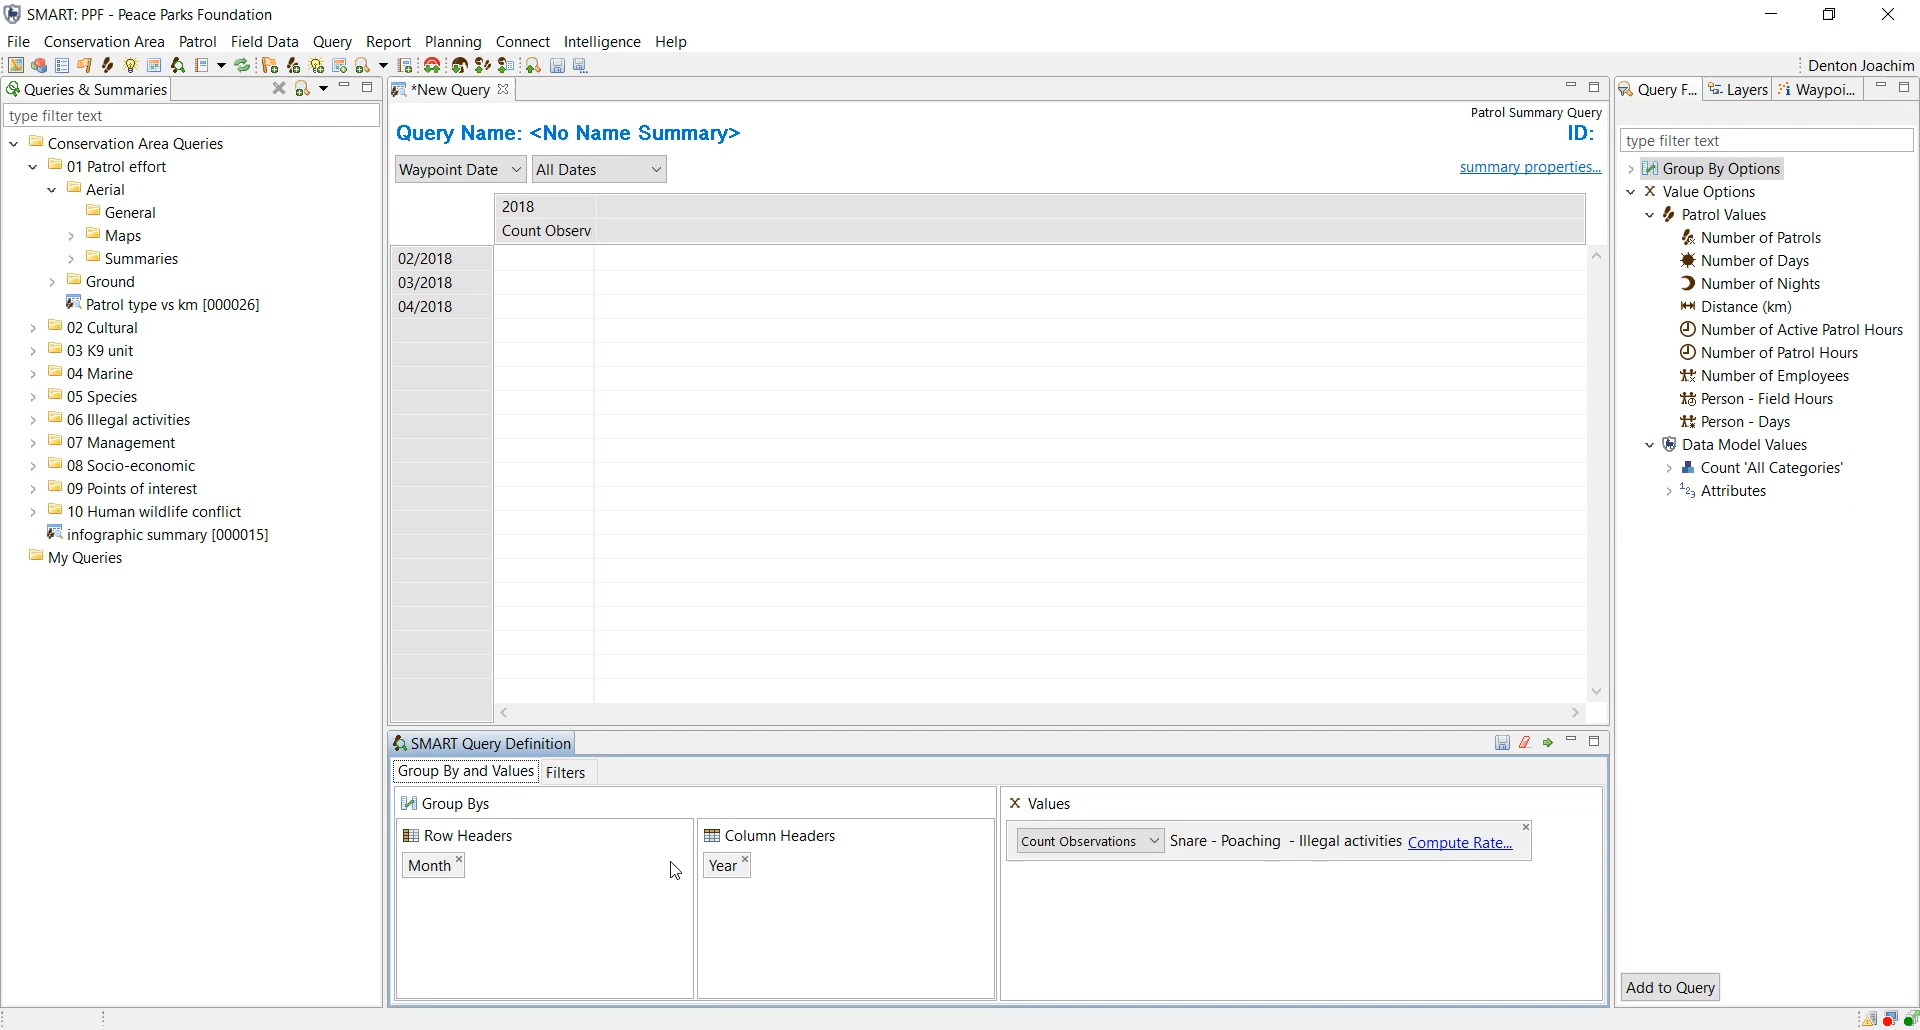 SMART: PPF - Peace Parks Foundation
File Conservation Area Patrol Field Data Query Report Planning Connect Intelligence Help
Denton Joachim
Queries & Summaries
type filter text
Conservation Area Queries
01 Patrol effort
Aerial
General
Maps
Summaries
Ground
Patrol type vs km [000026]
02 Cultural
03 K9 unit
04 Marine
05 Species
06 Illegal activities
07 Management
08 Socio-economic
09 Points of interest
10 Human wildlife conflict
infographic summary [000015]
My Queries
*New Query
Patrol Summary Query
Query Name: <No Name Summary> ID:
Waypoint Date All Dates summary properties...
2018
Count Observ
02/2018
03/2018
04/2018
SMART Query Definition
Group By and Values Filters
Group Bys
Row Headers
Month
Column Headers
Year
X Values
Count Observations Snare - Poaching - Illegal activities Compute Rate...
Query F... Layers Waypoi...
type filter text
Group By Options
X Value Options
Patrol Values
Number of Patrols
Number of Days
Number of Nights
Distance (km)
Number of Active Patrol Hours
Number of Patrol Hours
Number of Employees
Person - Field Hours
Person - Days
Data Model Values
Count 'All Categories'
Attributes
Add to Query